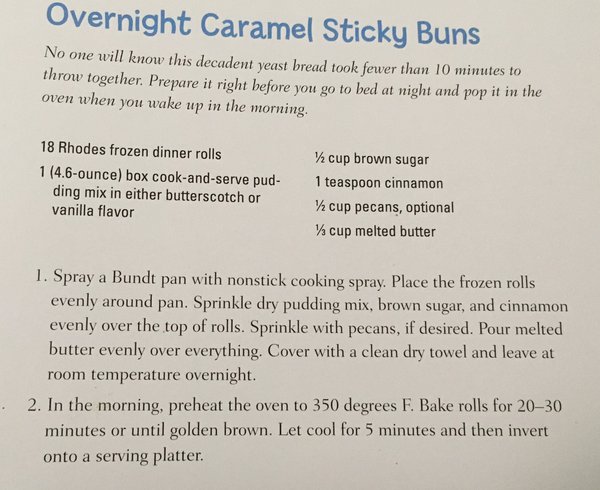 Overnight Caramel Sticky Buns
No one will know this decadent yeast bread took fewer than 10 minutes to
throw together. Prepare it right before you go to bed at night and pop it in the
oven when you wake up in the morning.
18 Rhodes frozen dinner rolls
1 (4.6-ounce) box cook-and-serve pud-
ding mix in either butterscotch or
vanilla flavor
½ cup brown sugar
1 teaspoon cinnamon
½ cup pecans, optional
⅓ cup melted butter
1. Spray a Bundt pan with nonstick cooking spray. Place the frozen rolls
evenly around pan. Sprinkle dry pudding mix, brown sugar, and cinnamon
evenly over the top of rolls. Sprinkle with pecans, if desired. Pour melted
butter evenly over everything. Cover with a clean dry towel and leave at
room temperature overnight.
2. In the morning, preheat the oven to 350 degrees F. Bake rolls for 20–30
minutes or until golden brown. Let cool for 5 minutes and then invert
onto a serving platter.